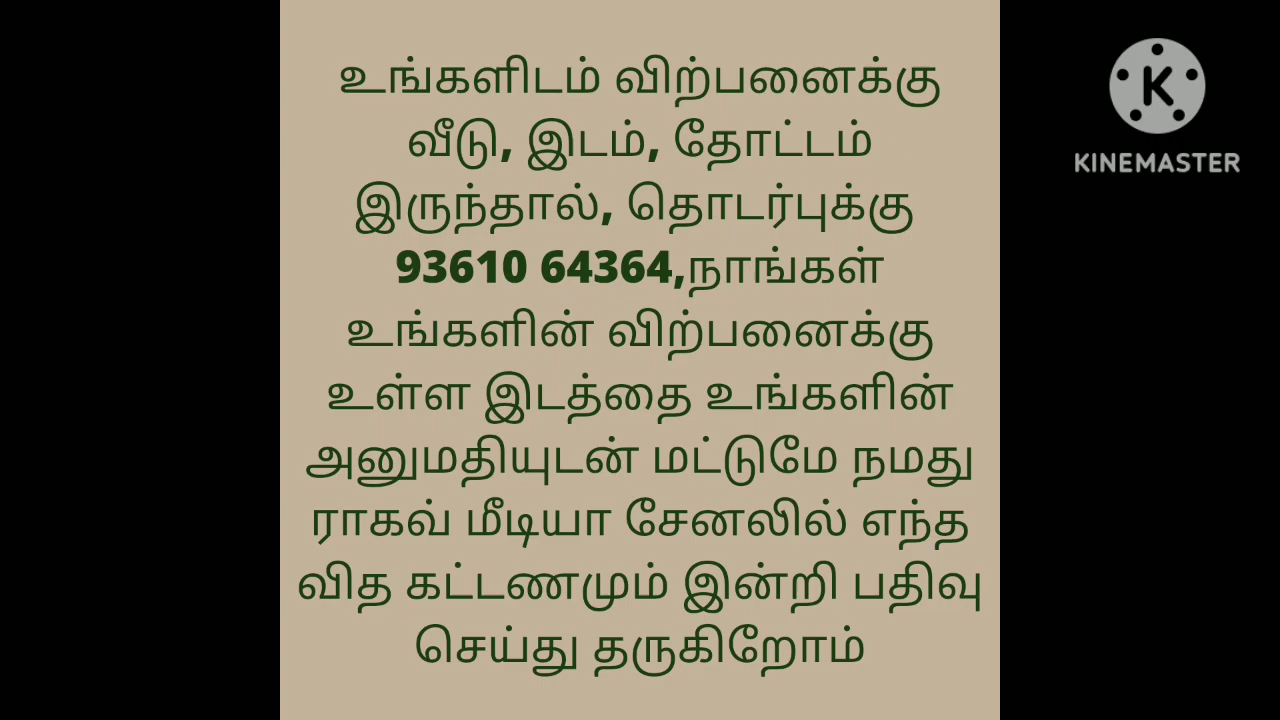 உங்களிடம் விற்பனைக்கு
வீடு, இடம், தோட்டம்
இருந்தால், தொடர்புக்கு
93610 64364,நாங்கள்
உங்களின் விற்பனைக்கு
உள்ள இடத்தை உங்களின்
அனுமதியுடன் மட்டுமே நமது
ராகவ் மீடியா சேனலில் எந்த
வித கட்டணமும் இன்றி பதிவு
செய்து தருகிறோம்
K
KINEMASTER